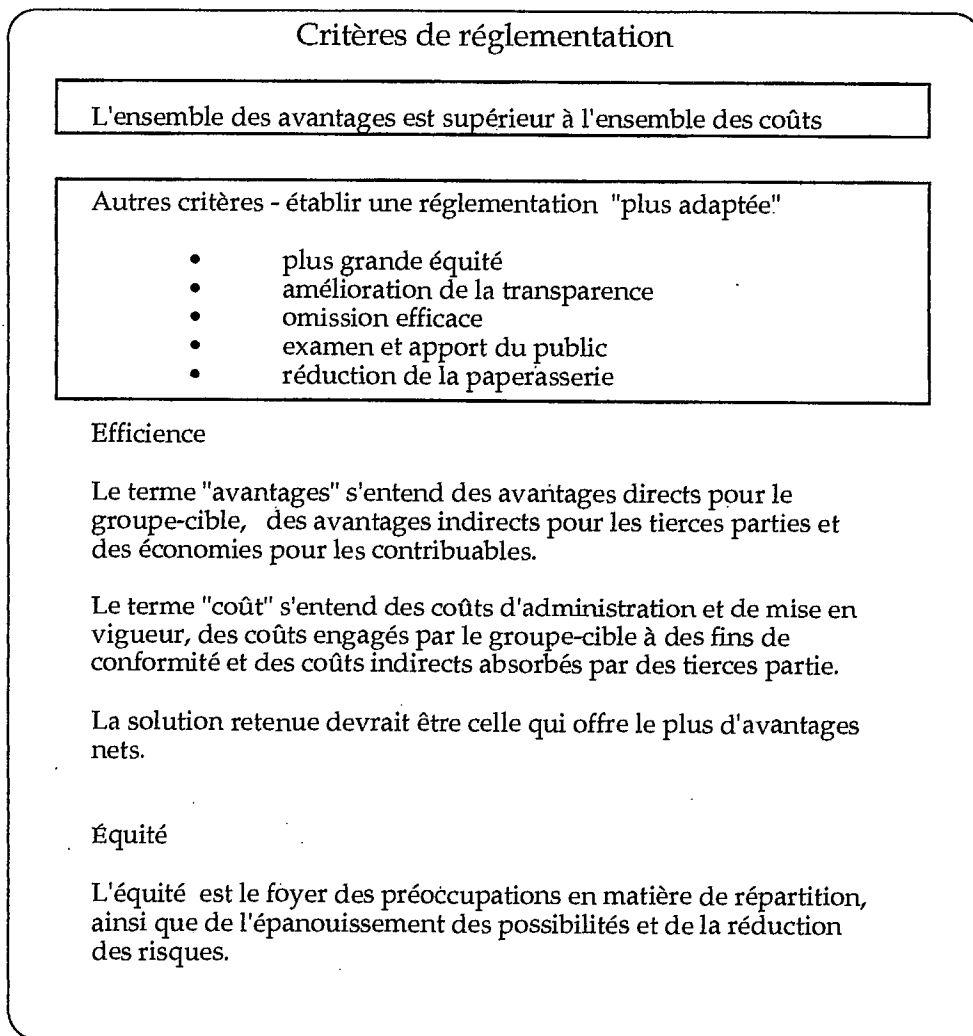 Critères de réglementation
L'ensemble des avantages est supérieur à l'ensemble des coûts
Autres critères - établir une réglementation "plus adaptée"
• plus grande équité
• amélioration de la transparence
• omission efficace
• examen et apport du public
• réduction de la paperasserie
Efficience
Le terme "avantages" s'entend des avantages directs pour le
groupe-cible, des avantages indirects pour les tierces parties et
des économies pour les contribuables.
Le terme "coût" s'entend des coûts d'administration et de mise en
vigueur, des coûts engagés par le groupe-cible à des fins de
conformité et des coûts indirects absorbés par des tierces partie.
La solution retenue devrait être celle qui offre le plus d'avantages
nets.
Équité
L'équité est le foyer des préoccupations en matière de répartition,
ainsi que de l'épanouissement des possibilités et de la réduction
des risques.